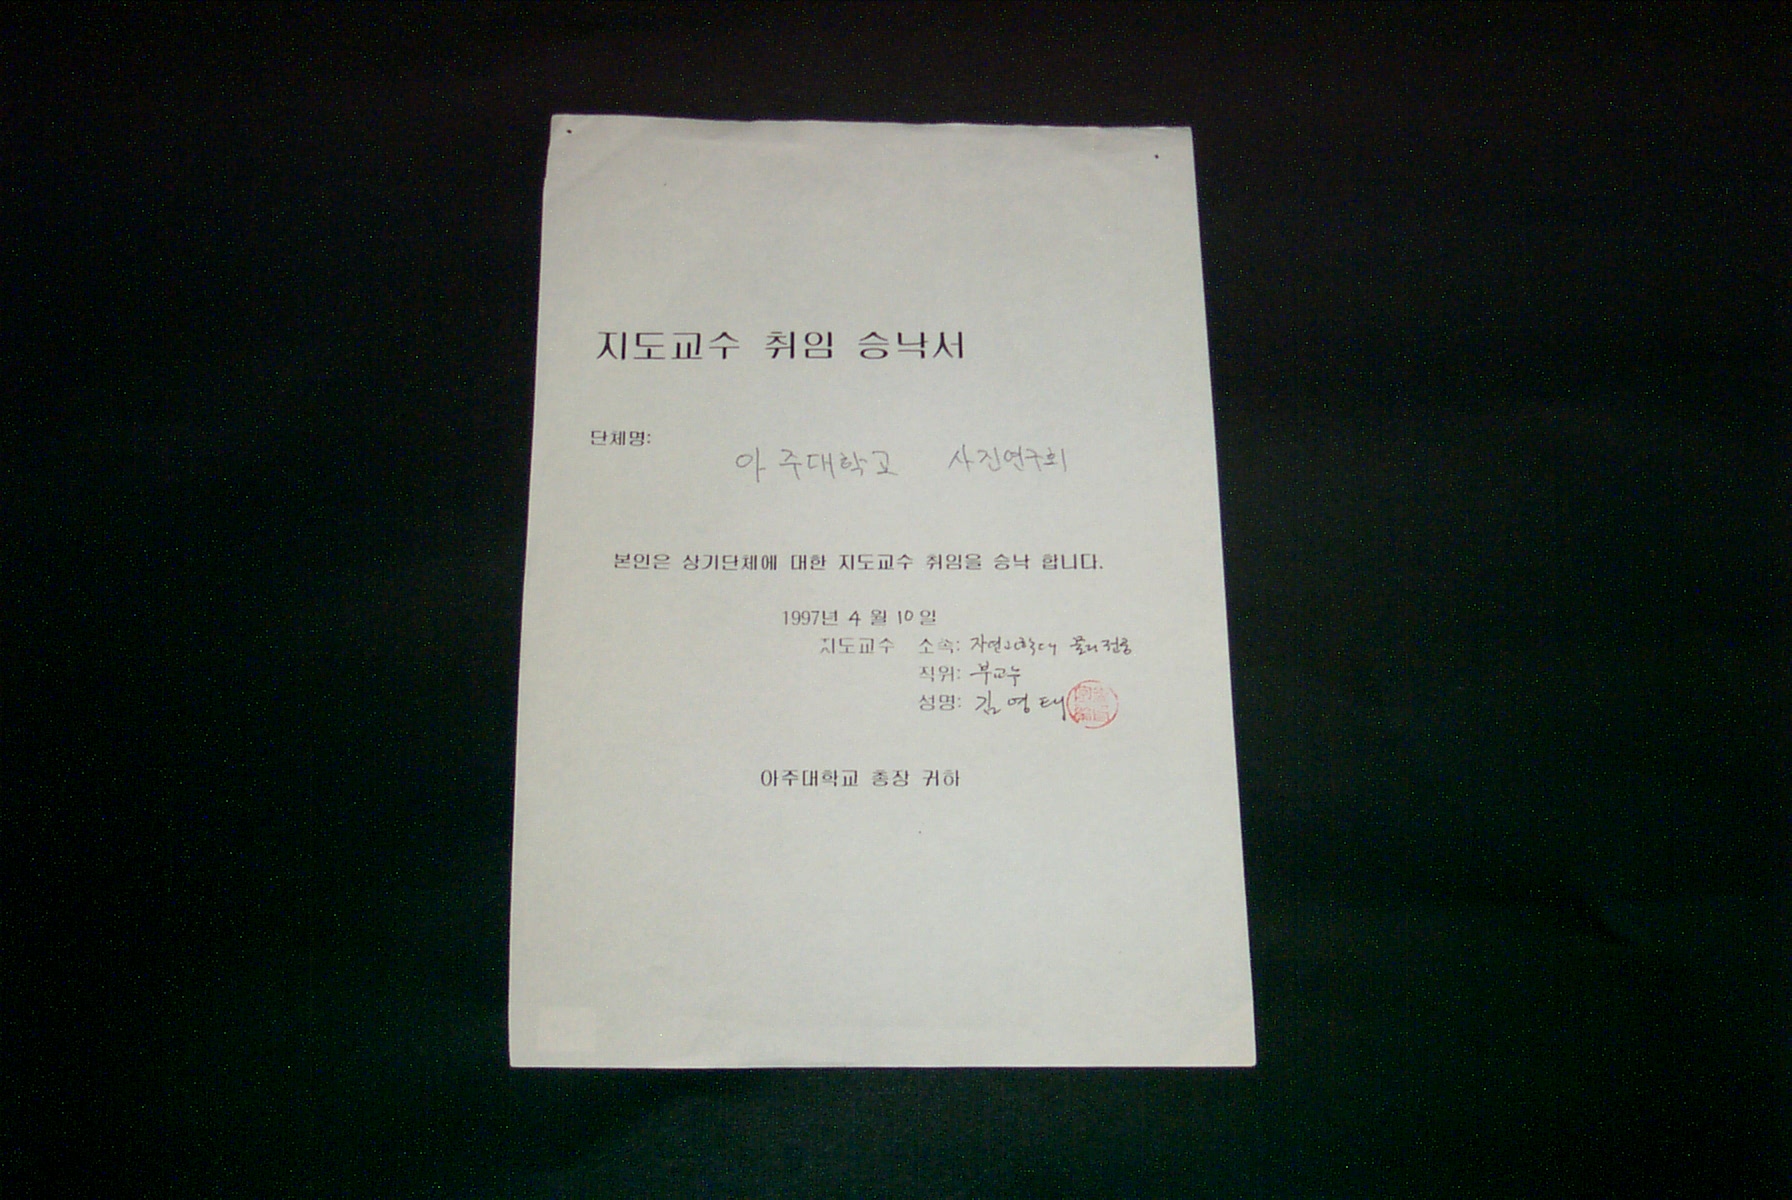 지도교수 취임 승낙서
단체명:
아주대학교 사진연구회
본인은 상기단체에 대한 지도교수 취임을 승낙 합니다.
1997년 4 월 10 일
지도교수 소속: 자연과학대 물리전공
직위: 부교수
성명: 김영태
아주대학교 총장 귀하